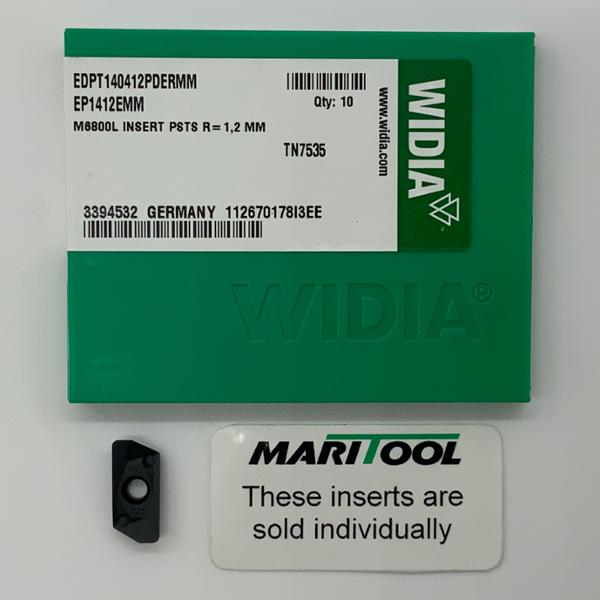 EDPT140412PDERMM
EP1412EMM
Qty: 10
M6800L INSERT PSTS R= 1,2 MM
TN7535
3394532 GERMANY 112670178I3EE
www.widia.com
WIDIA
WIDIA®
MARITOOL
These inserts are
sold individually